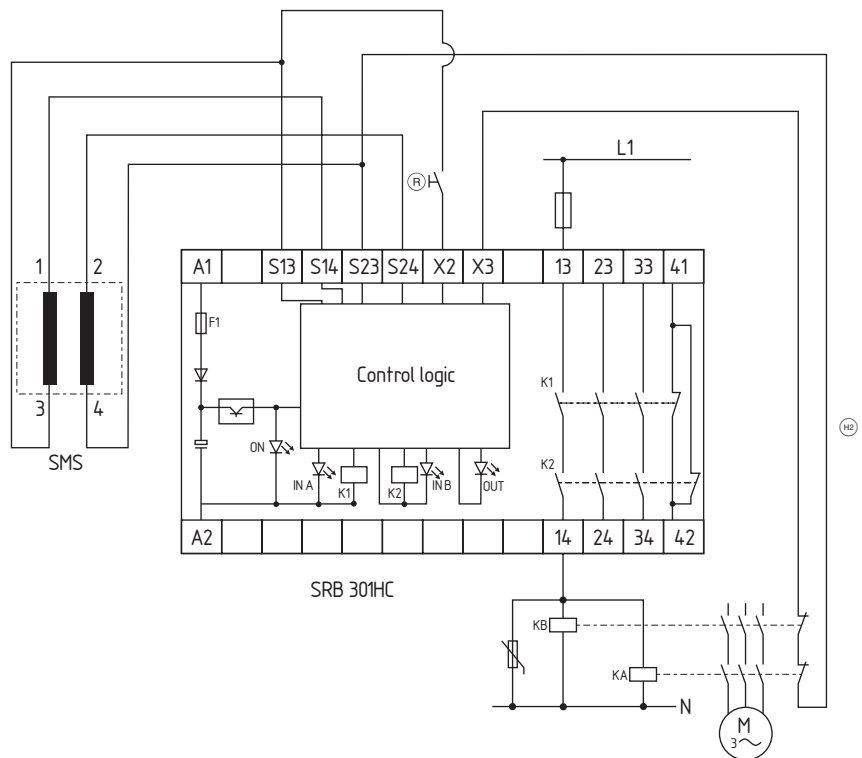 L1
R
A1 S13 S14 S23 S24 X2 X3 13 23 33 41
1 2
F1
Control logic
K1
3 4
SMS
ON
IN A
K1
K2
IN B
OUT
K2
H2
A2 14 24 34 42
SRB 301HC
KB
KA
N
M
3